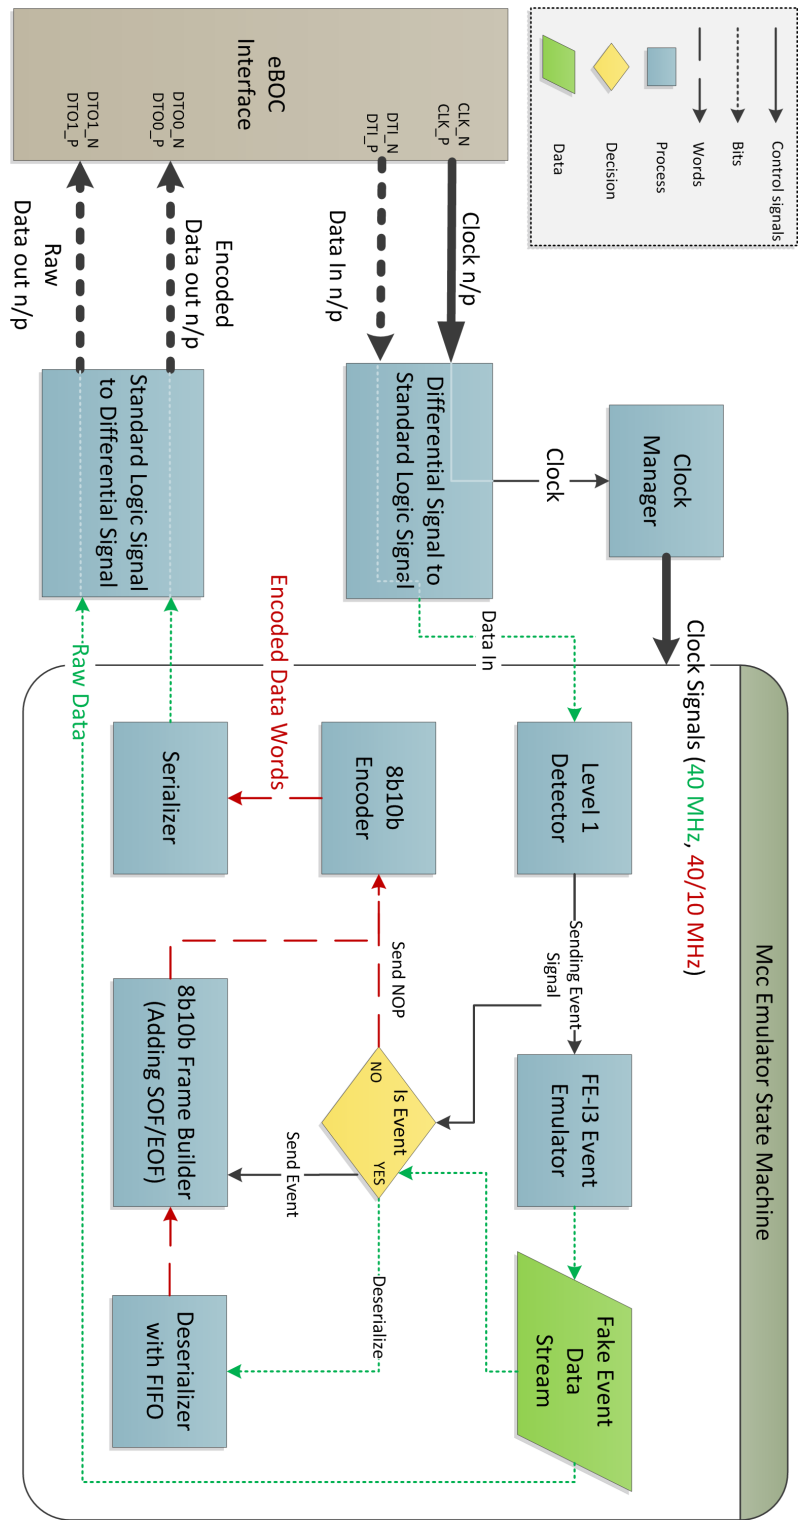 Control signals
Bits
Words
Process
Decision
Data
eBOC
Interface
CLK_N
CLK_P
DTI_N
DTI_P
DTO0_N
DTO0_P
DTO1_N
DTO1_P
Clock n/p
Data In n/p
Encoded
Data out n/p
Raw
Data out n/p
Clock
Manager
Clock
Differential Signal to
Standard Logic Signal
Standard Logic Signal
to Differential Signal
Mcc Emulator State Machine
Clock Signals (40 MHz, 40/10 MHz)
Data In
Level 1
Detector
Sending Event
Signal
FE-I3 Event
Emulator
Fake Event
Data
Stream
Encoded Data Words
8b10b
Encoder
Send NOP
NO
Is Event
YES
Deserialize
Send Event
Serializer
8b10b Frame Builder
(Adding SOF/EOF)
Deserializer
with FIFO
Raw Data